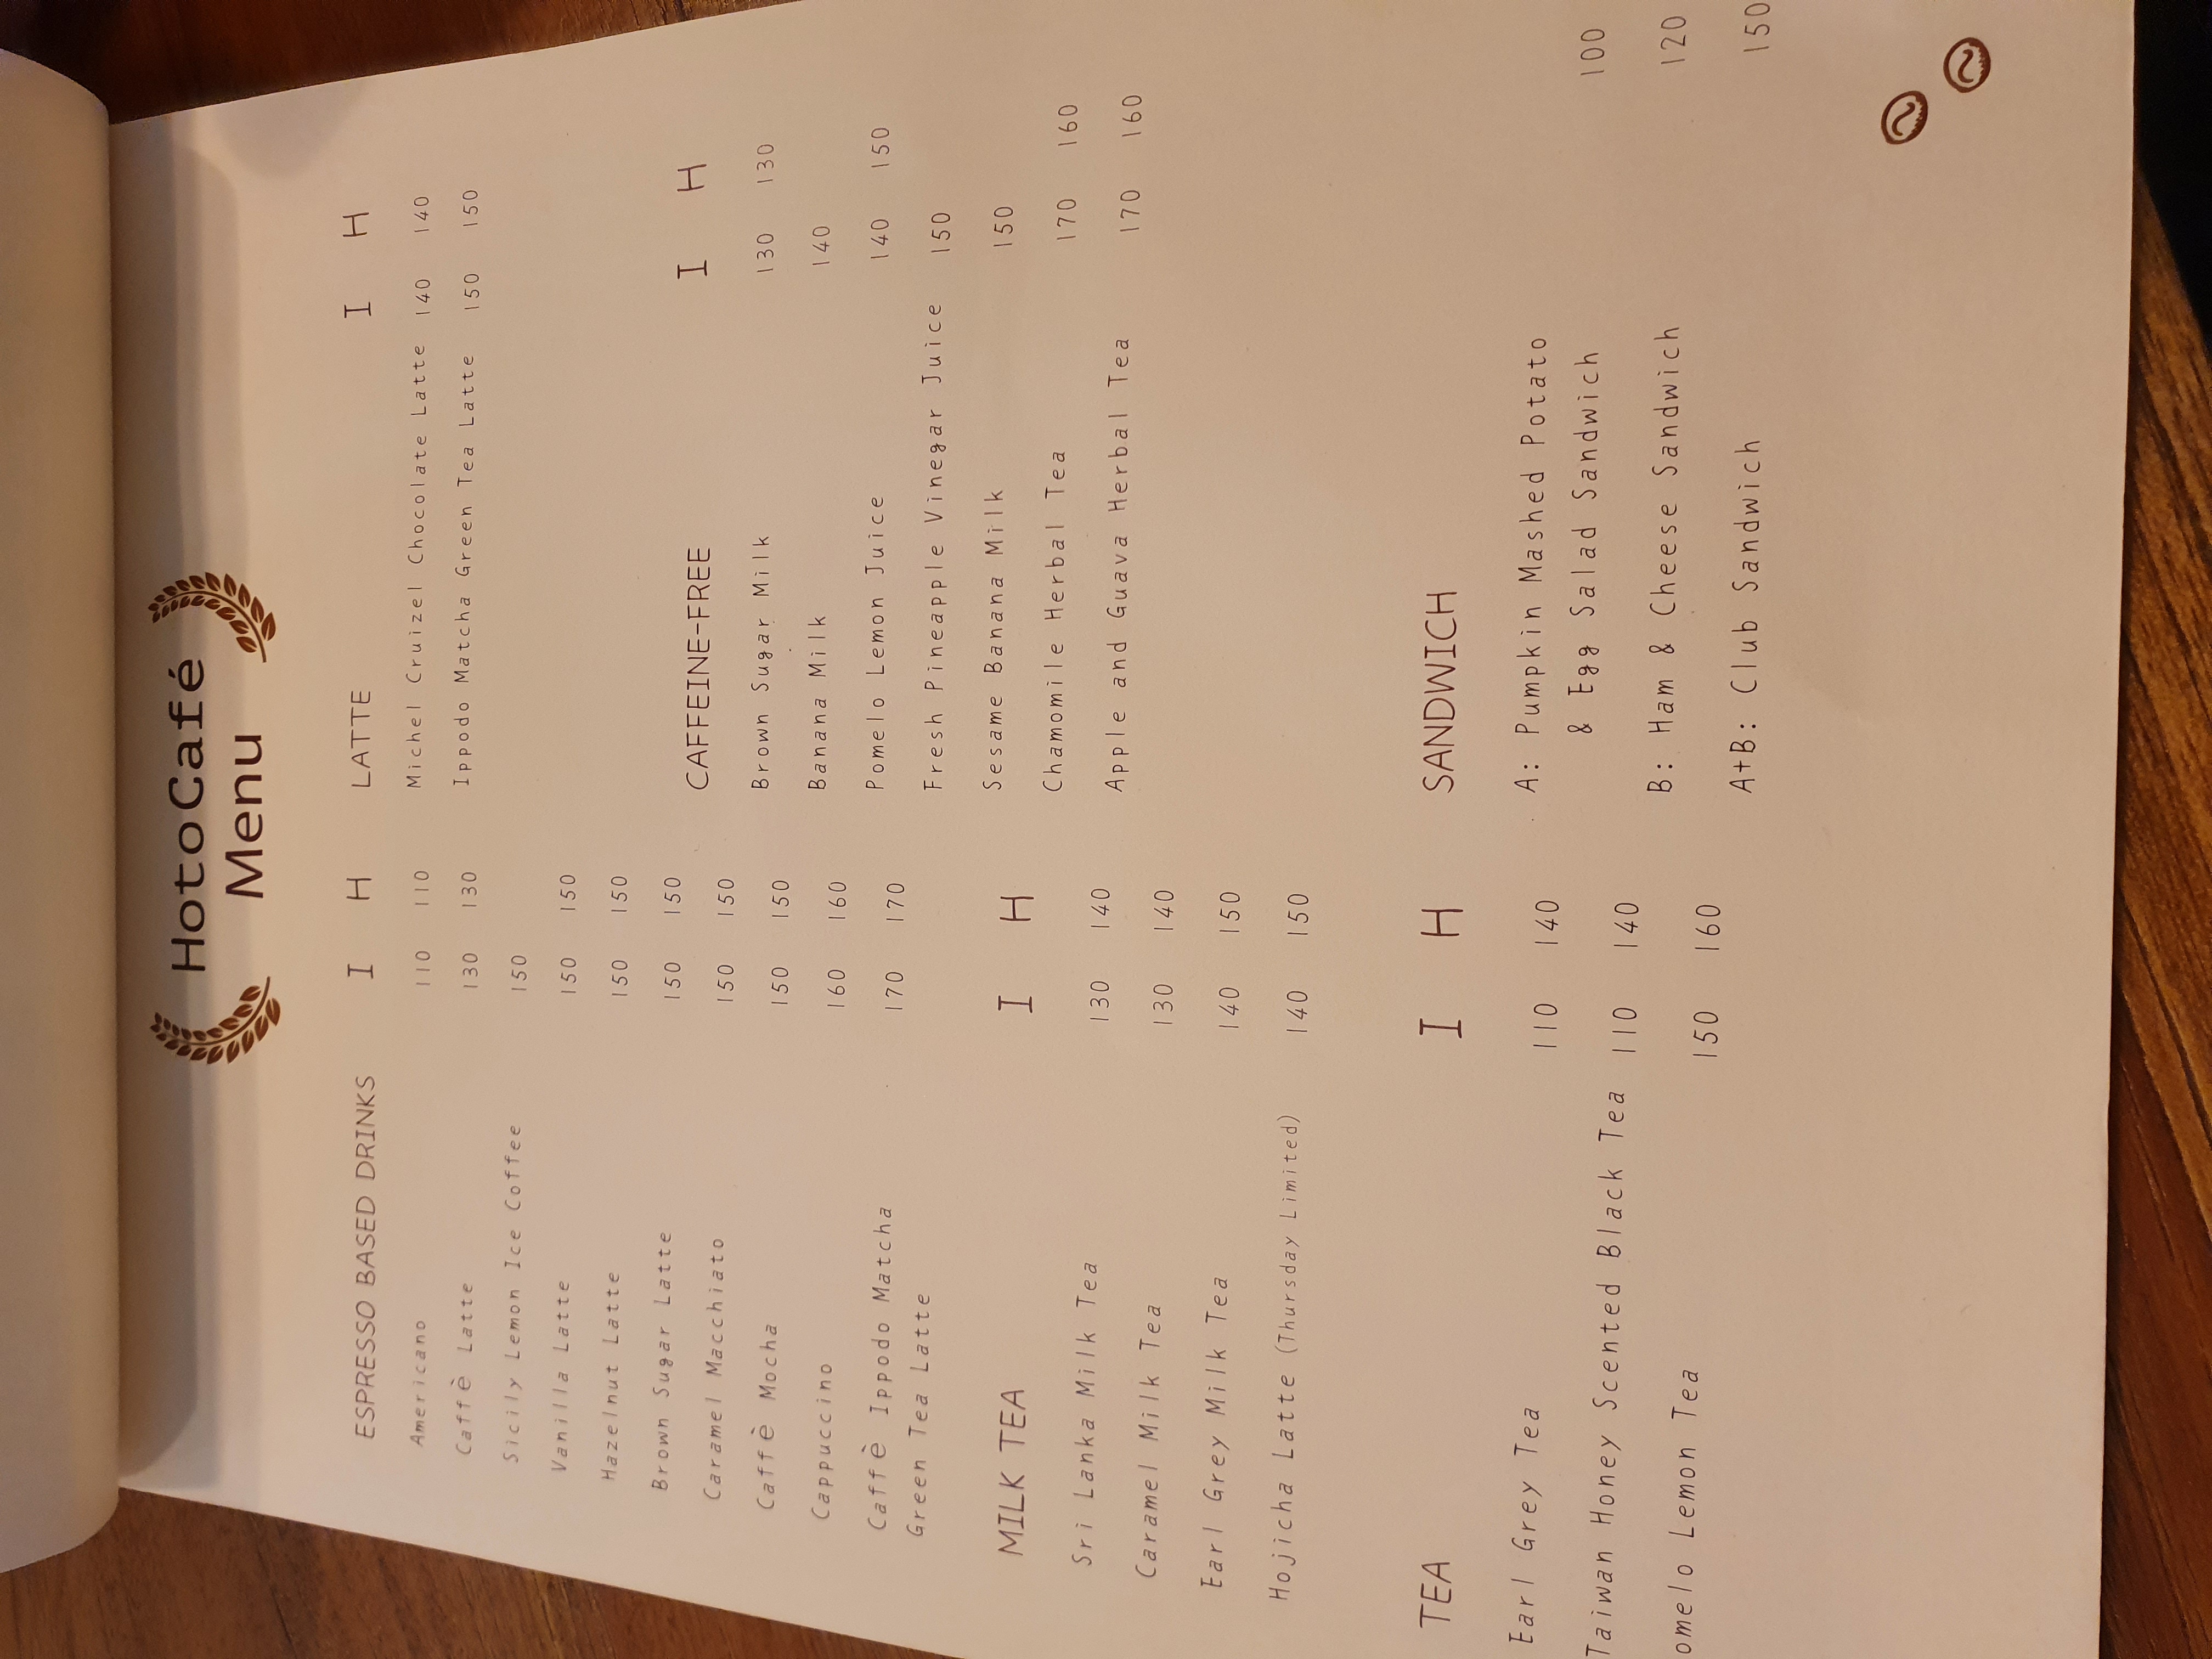 HotoCafé
Menu
ESPRESSO BASED DRINKS I H
Americano 110 110
Caffè Latte 130 130
Sicily Lemon Ice Coffee 150
Vanilla Latte 150 150
Hazelnut Latte 150 150
Brown Sugar Latte 150 150
Caramel Macchiato 150 150
Caffè Mocha 150 150
Cappuccino 160 160
Caffè Ippodo Matcha 170 170
Green Tea Latte
MILK TEA I H
Sri Lanka Milk Tea 130 140
Caramel Milk Tea 130 140
Earl Grey Milk Tea 140 150
Hojicha Latte (Thursday Limited) 140 150
TEA I H
Earl Grey Tea 110 140
Taiwan Honey Scented Black Tea 110 140
omelo Lemon Tea 150 160
LATTE I H
Michel Cruizel Chocolate Latte 140 140
Ippodo Matcha Green Tea Latte 150 150
CAFFEINE-FREE I H
Brown Sugar Milk 130 130
Banana Milk 140
Pomelo Lemon Juice 140 150
Fresh Pineapple Vinegar Juice 150
Sesame Banana Milk 150
Chamomile Herbal Tea 170 160
Apple and Guava Herbal Tea 170 160
SANDWICH
A: Pumpkin Mashed Potato
& Egg Salad Sandwich 100
B: Ham & Cheese Sandwich 120
A+B: Club Sandwich 150